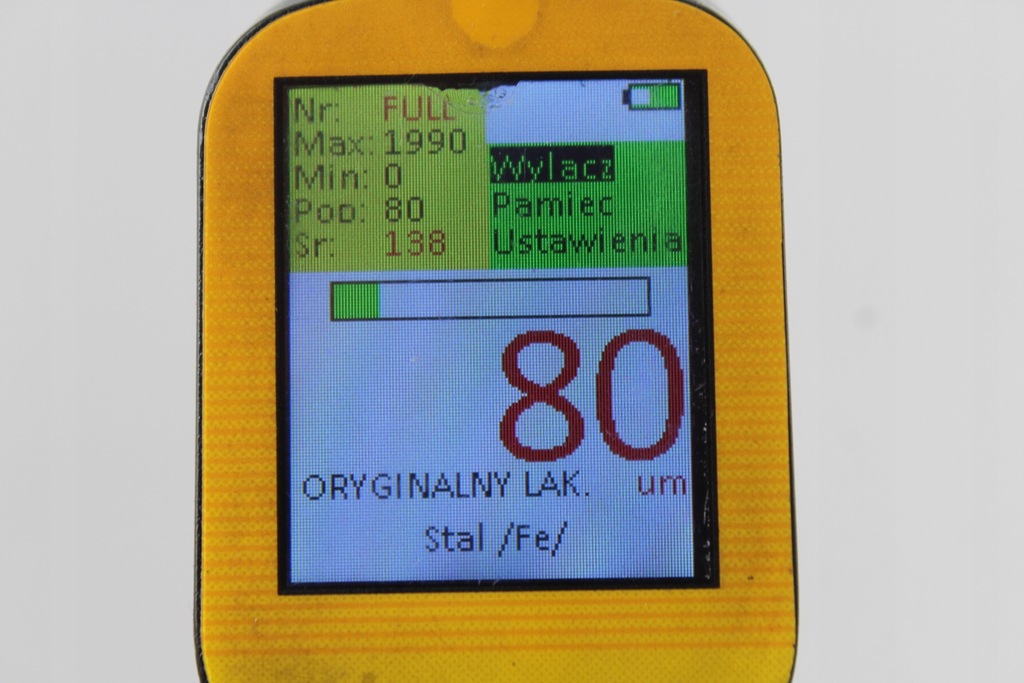 Nr: FULL
Max: 1990
Min: 0
Pop: 80
Sr: 138
Wylacz
Pamiec
Ustawienia
80
ORYGINALNY LAK. um
Stal /Fe/